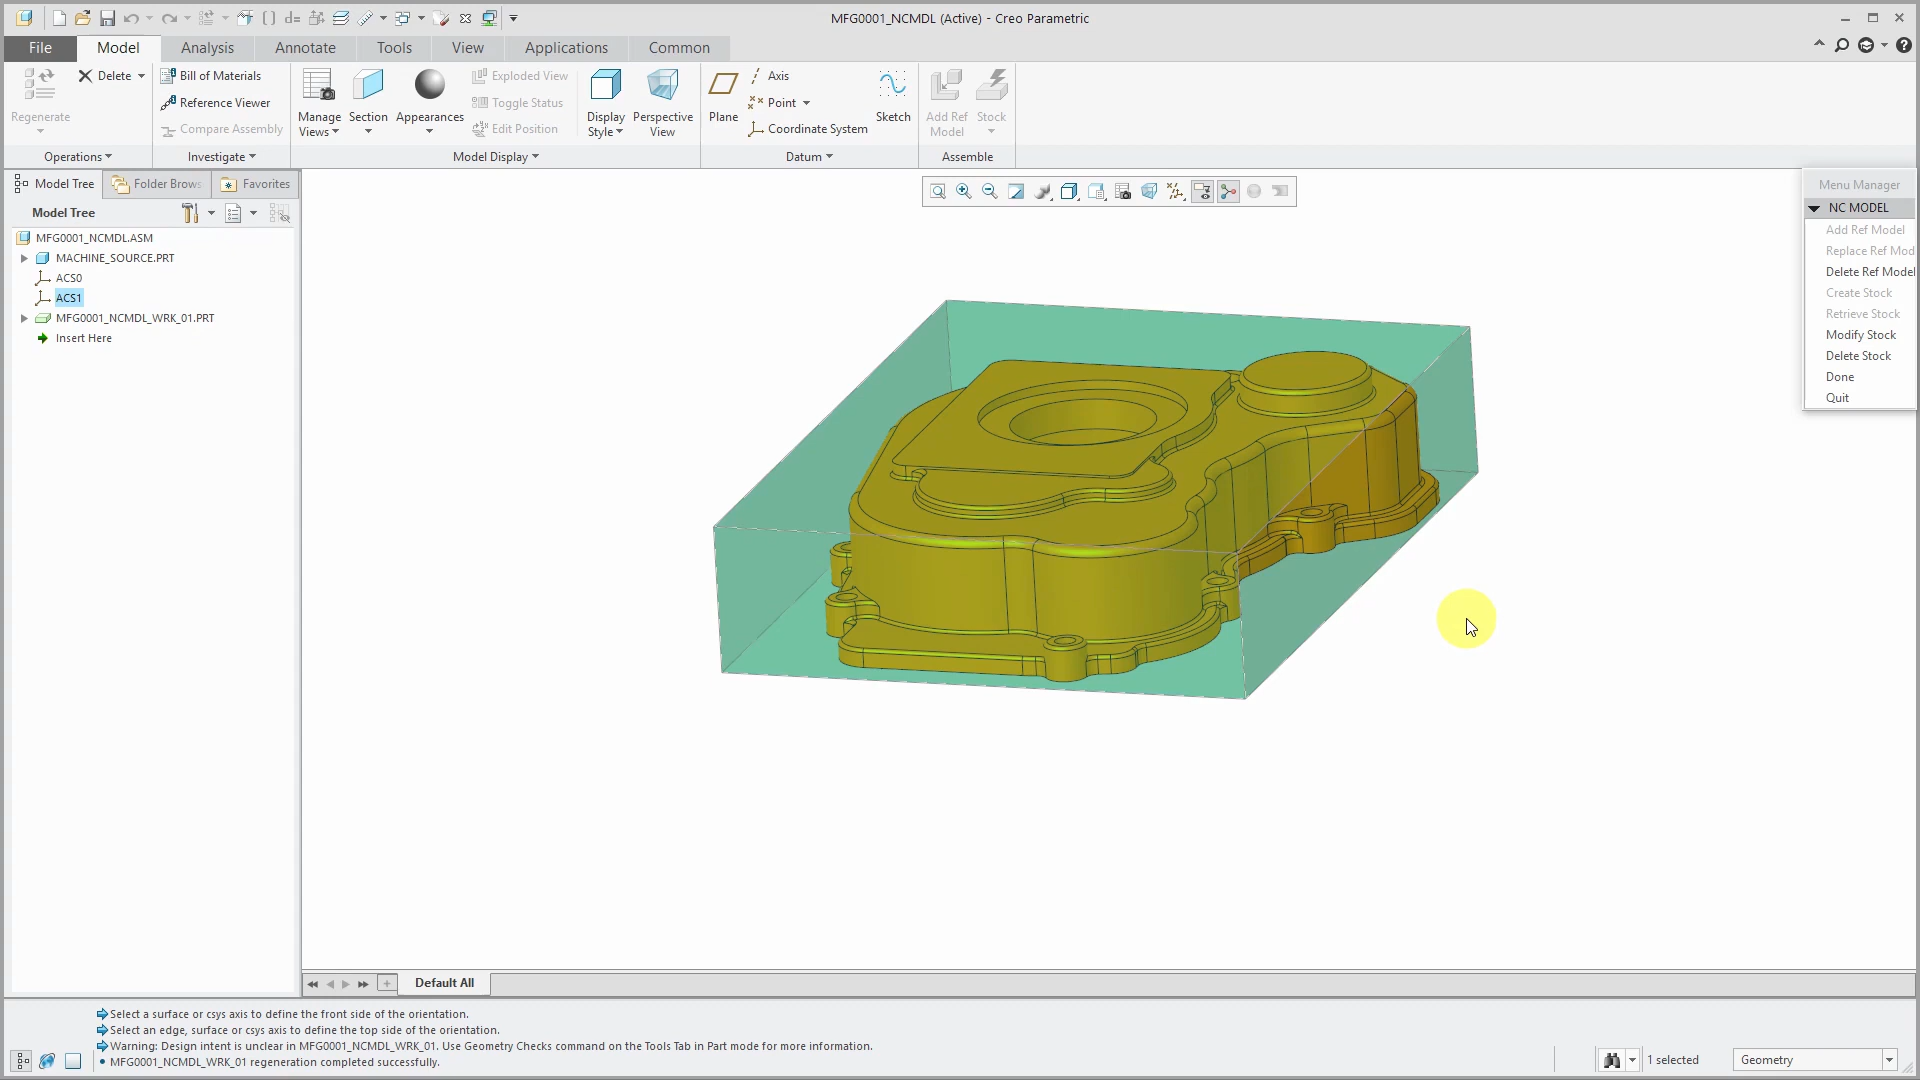 MFG0001_NCMDL (Active) - Creo Parametric
File Model Analysis Annotate Tools View Applications Common
Regenerate
Delete
Operations
Bill of Materials
Reference Viewer
Compare Assembly
Investigate
Manage Views
Section
Appearances
Exploded View
Toggle Status
Edit Position
Display Style
Perspective View
Model Display
Plane
Axis
Point
Coordinate System
Sketch
Datum
Add Ref Model
Stock
Assemble
Model Tree Folder Brows Favorites
Model Tree
MFG0001_NCMDL.ASM
MACHINE_SOURCE.PRT
ACS0
ACS1
MFG0001_NCMDL_WRK_01.PRT
Insert Here
Menu Manager
NC MODEL
Add Ref Model
Replace Ref Mod
Delete Ref Model
Create Stock
Retrieve Stock
Modify Stock
Delete Stock
Done
Quit
Default All
Select a surface or csys axis to define the front side of the orientation.
Select an edge, surface or csys axis to define the top side of the orientation.
Warning: Design intent is unclear in MFG0001_NCMDL_WRK_01. Use Geometry Checks command on the Tools Tab in Part mode for more information.
• MFG0001_NCMDL_WRK_01 regeneration completed successfully.
1 selected
Geometry